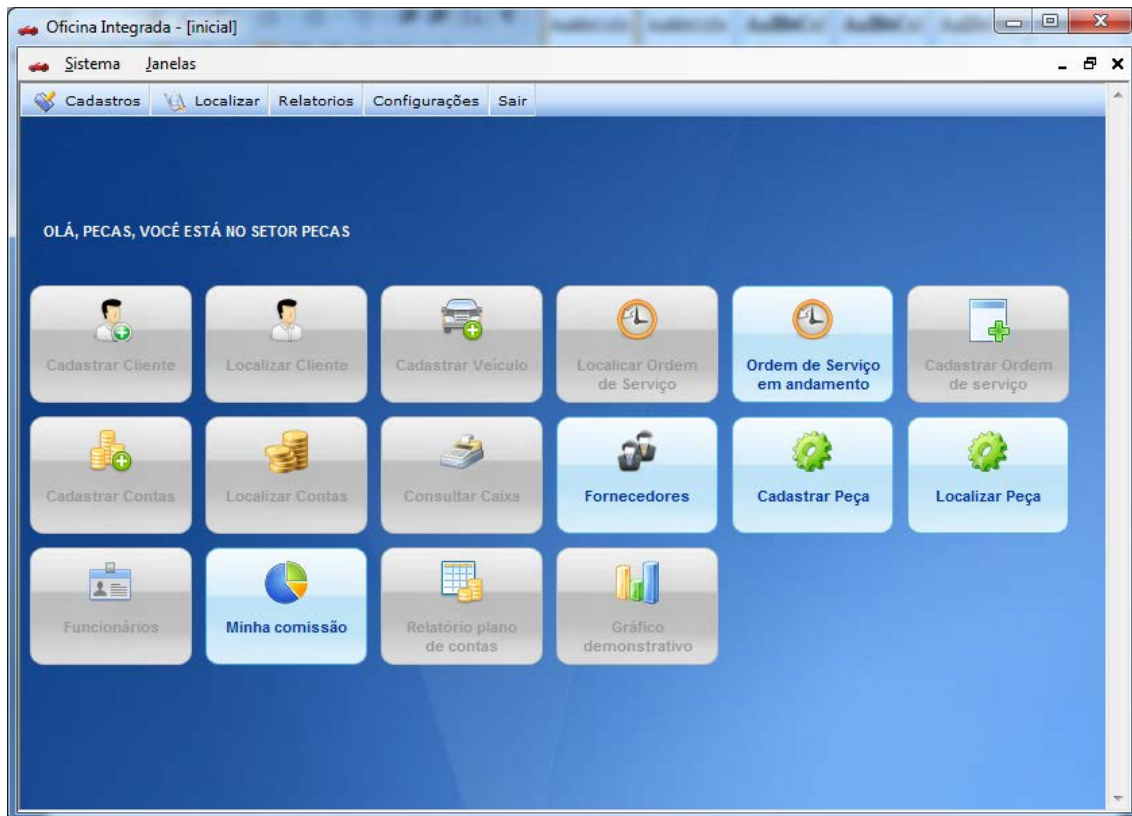 Oficina Integrada - [inicial]
Sistema Janelas
Cadastros Localizar Relatorios Configurações Sair
OLÁ, PECAS, VOCÊ ESTÁ NO SETOR PECAS
Cadastrar Cliente
Localizar Cliente
Cadastrar Veículo
Localicar Ordem
de Serviço
Ordem de Serviço
em andamento
Cadastrar Ordem
de serviço
Cadastrar Contas
Localizar Contas
Consultar Caixa
Fornecedores
Cadastrar Peça
Localizar Peça
Funcionários
Minha comissão
Relatório plano
de contas
Gráfico
demonstrativo